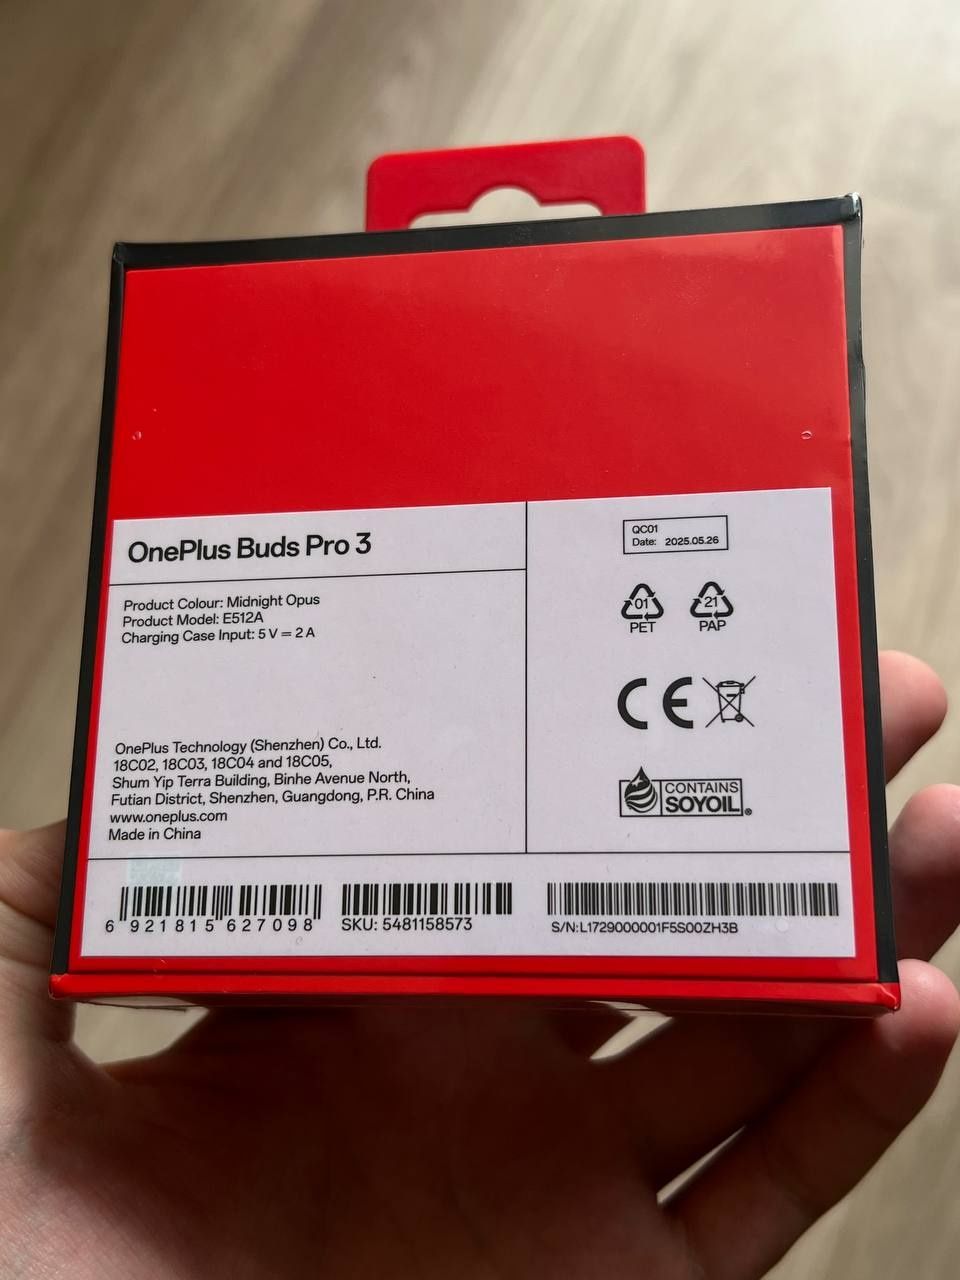 OnePlus Buds Pro 3
Product Colour: Midnight Opus
Product Model: E512A
Charging Case Input: 5 V ⎓ 2 A
OnePlus Technology (Shenzhen) Co., Ltd.
18C02, 18C03, 18C04 and 18C05,
Shum Yip Terra Building, Binhe Avenue North,
Futian District, Shenzhen, Guangdong, P.R. China
www.oneplus.com
Made in China
QC01
Date: 2025.05.26
01
PET
21
PAP
CE
CONTAINS
SOYOIL®
6 921815 627098
SKU: 5481158573
S/N:L1729000001F5S00ZH3B